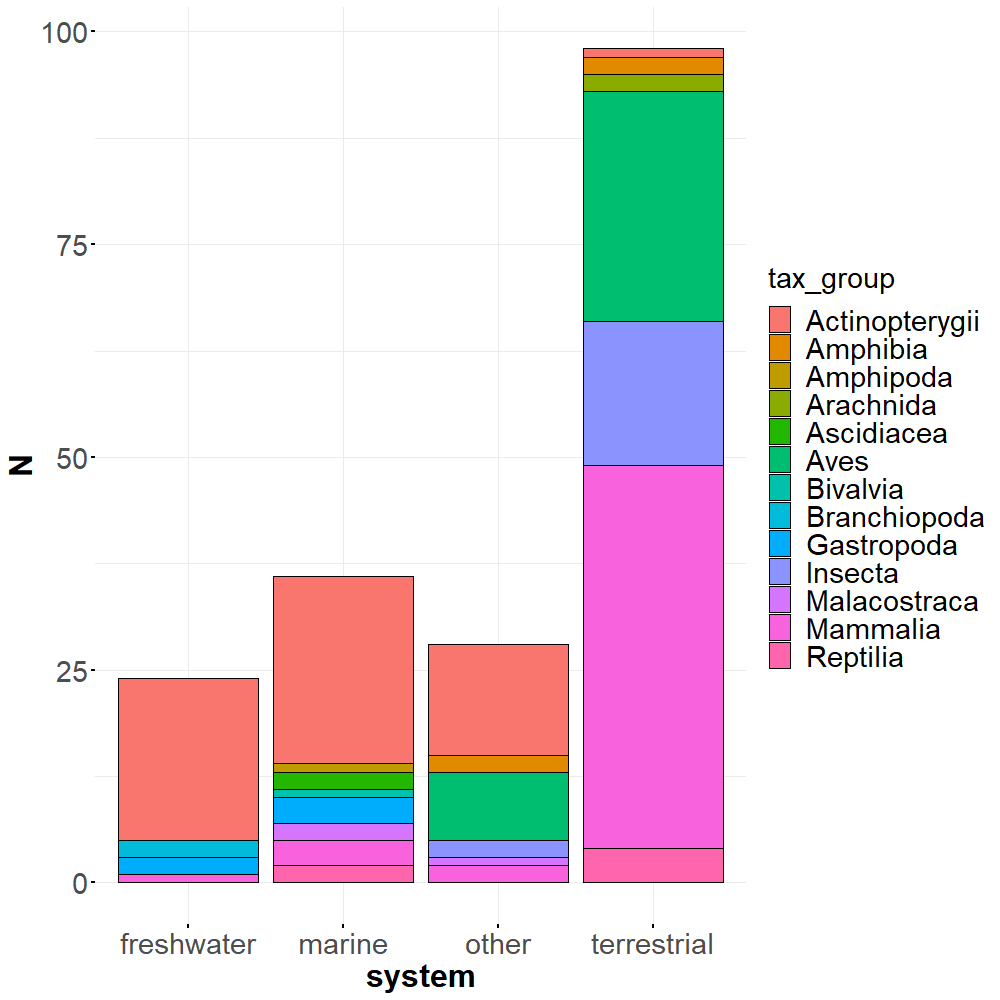 100
75
50
25
0
N
freshwater marine other terrestrial
system
tax_group
Actinopterygii
Amphibia
Amphipoda
Arachnida
Ascidiacea
Aves
Bivalvia
Branchiopoda
Gastropoda
Insecta
Malacostraca
Mammalia
Reptilia